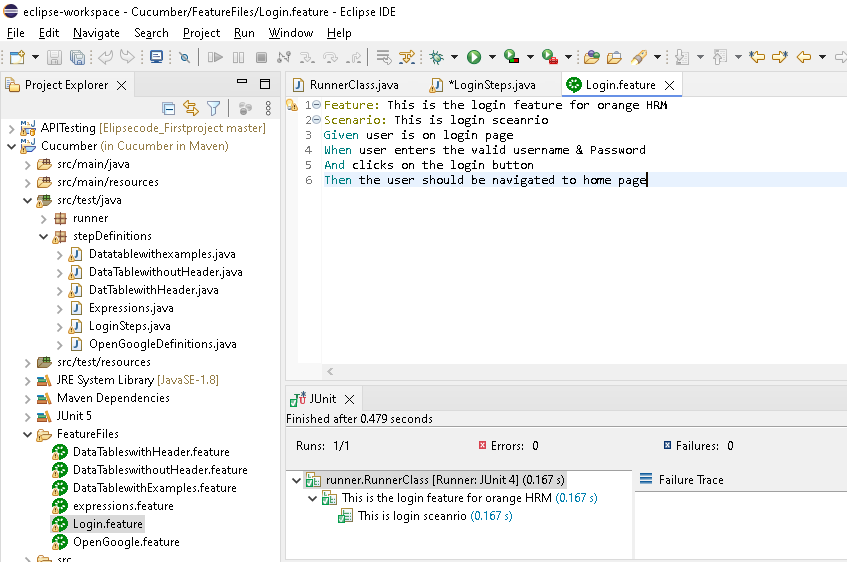 eclipse-workspace - Cucumber/FeatureFiles/Login.feature - Eclipse IDE
File Edit Navigate Search Project Run Window Help
Project Explorer
APITesting [Elipsecode_Firstproject master]
Cucumber (in Cucumber in Maven)
src/main/java
src/main/resources
src/test/java
runner
stepDefinitions
Datatablewithexamples.java
DataTablewithoutHeader.java
DatTablewithHeader.java
Expressions.java
LoginSteps.java
OpenGoogleDefinitions.java
src/test/resources
JRE System Library [JavaSE-1.8]
Maven Dependencies
JUnit 5
FeatureFiles
DataTableswithHeader.feature
DataTableswithoutHeader.feature
DataTablewithExamples.feature
expressions.feature
Login.feature
OpenGoogle.feature
src
RunnerClass.java *LoginSteps.java Login.feature
1 Feature: This is the login feature for orange HRM
2 Scenario: This is login sceanrio
3 Given user is on login page
4 When user enters the valid username & Password
5 And clicks on the login button
6 Then the user should be navigated to home page
JUnit
Finished after 0.479 seconds
Runs: 1/1 Errors: 0 Failures: 0
runner.RunnerClass [Runner: JUnit 4] (0.167 s)
This is the login feature for orange HRM (0.167 s)
This is login sceanrio (0.167 s)
Failure Trace